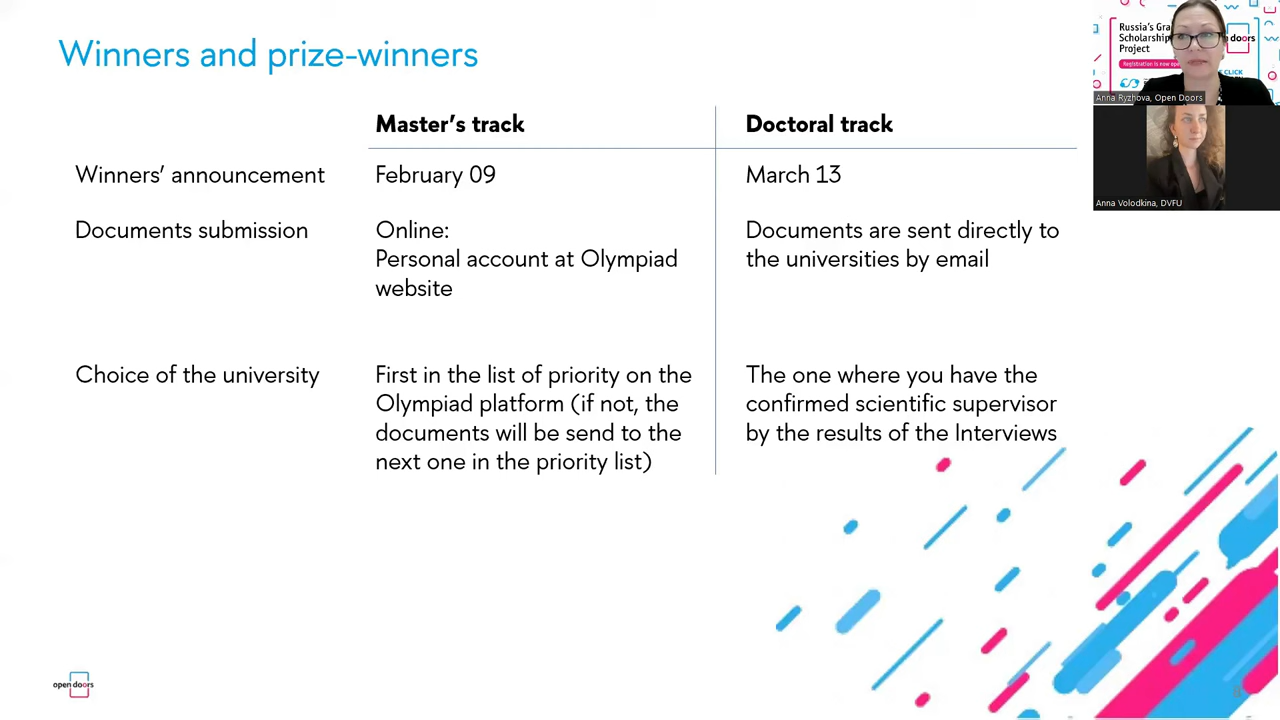 Winners and prize-winners
Master's track
Doctoral track
Winners' announcement
February 09
March 13
Documents submission
Online:
Personal account at Olympiad
website
Documents are sent directly to
the universities by email
Choice of the university
First in the list of priority on the
Olympiad platform (if not, the
documents will be send to the
next one in the priority list)
The one where you have the
confirmed scientific supervisor
by the results of the Interviews
open doors
8
Russia's
Scholarship
Project
Registration is now
CLICK
doors
Anna Ryzhova, Open Doors
Anna Volodkina, DVFU